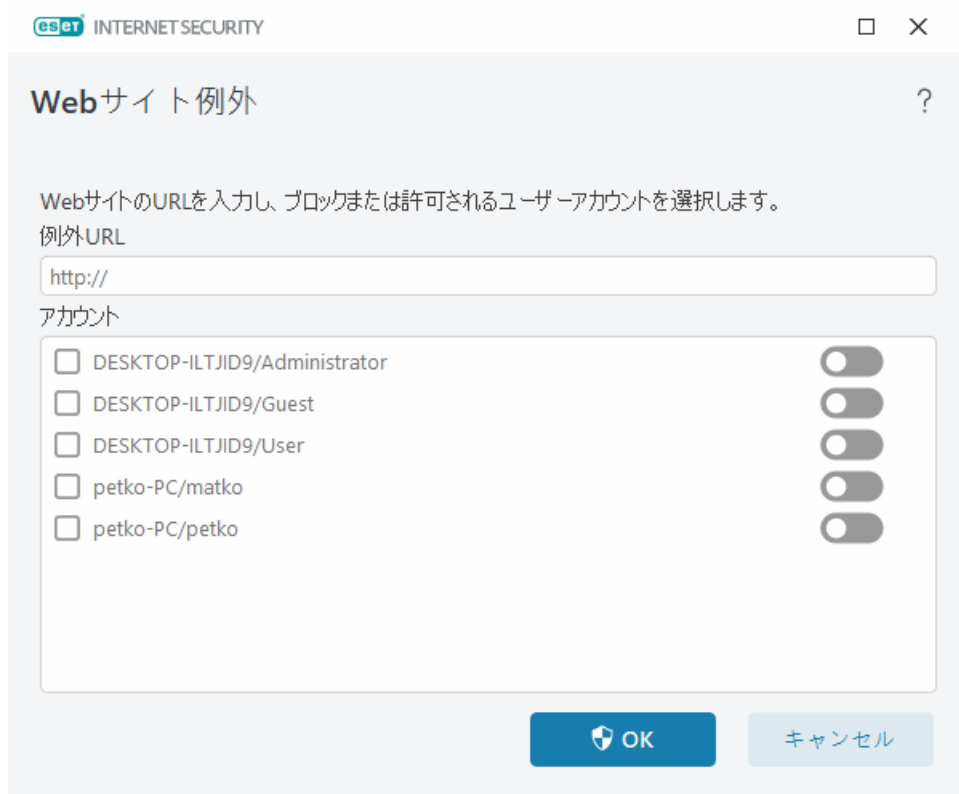 eset INTERNET SECURITY
Webサイト例外
?
WebサイトのURLを入力し、ブロックまたは許可されるユーザーアカウントを選択します。
例外URL
http://
アカウント
DESKTOP-ILTJID9/Administrator
DESKTOP-ILTJID9/Guest
DESKTOP-ILTJID9/User
petko-PC/matko
petko-PC/petko
OK キャンセル